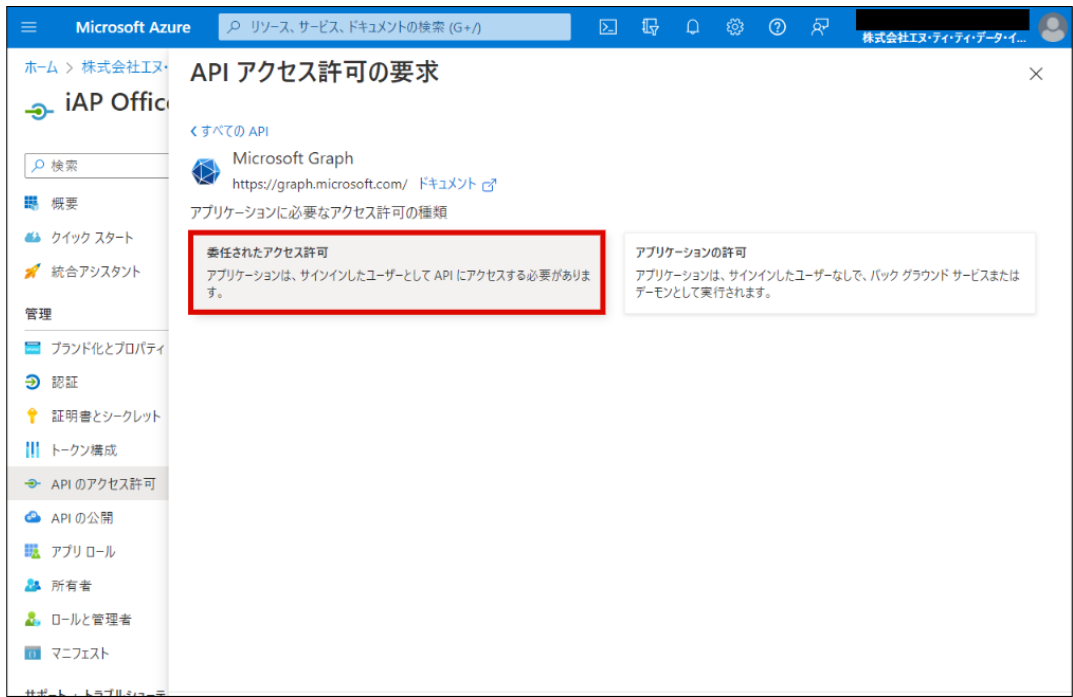 Microsoft Azure
リソース、サービス、ドキュメントの検索 (G+/)
株式会社エヌ・ティ・ティ・データ・イ...
ホーム > 株式会社エヌ・
iAP Offic
検索
概要
クイック スタート
統合アシスタント
管理
ブランド化とプロパティ
認証
証明書とシークレット
トークン構成
API のアクセス許可
API の公開
アプリ ロール
所有者
ロールと管理者
マニフェスト
サポート + トラブルシューテ
API アクセス許可の要求
すべての API
Microsoft Graph
https://graph.microsoft.com/ ドキュメント
アプリケーションに必要なアクセス許可の種類
委任されたアクセス許可
アプリケーションは、サインインしたユーザーとして API にアクセスする必要がありま
す。
アプリケーションの許可
アプリケーションは、サインインしたユーザーなしで、バック グラウンド サービスまたは
デーモンとして実行されます。